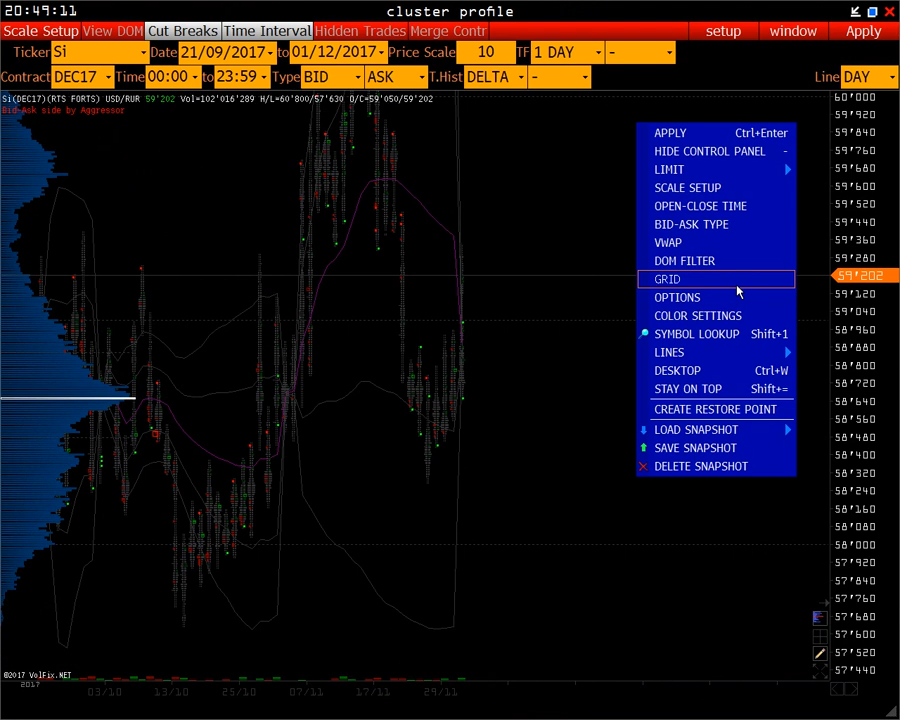 20:49:11 cluster profile
Scale Setup View DOM Cut Breaks Time Interval Hidden Trades Merge Contr setup window Apply
Ticker Si Date 21/09/2017 to 01/12/2017 Price Scale 10 TF 1 DAY -
Contract DEC17 Time 00:00 to 23:59 Type BID ASK T.Hist DELTA - Line DAY
Si(DEC17)(RTS FORTS) USD/RUR 59'202 Vol=102'016'289 H/L=60'800/57'630 O/C=59'050/59'202
Bid-Ask side by Aggressor
APPLY Ctrl+Enter
HIDE CONTROL PANEL -
LIMIT
SCALE SETUP
OPEN-CLOSE TIME
BID-ASK TYPE
VWAP
DOM FILTER
GRID
OPTIONS
COLOR SETTINGS
SYMBOL LOOKUP Shift+1
LINES
DESKTOP Ctrl+W
STAY ON TOP Shift+=
CREATE RESTORE POINT
LOAD SNAPSHOT
SAVE SNAPSHOT
DELETE SNAPSHOT
60'000
59'920
59'840
59'760
59'680
59'600
59'520
59'440
59'360
59'280
59'202
59'120
59'040
58'960
58'880
58'800
58'720
58'640
58'560
58'480
58'400
58'320
58'240
58'160
58'080
58'000
57'920
57'840
57'760
57'680
57'600
57'520
57'440
©2017 VolFix.NET
2017
03/10 13/10 25/10 07/11 17/11 29/11